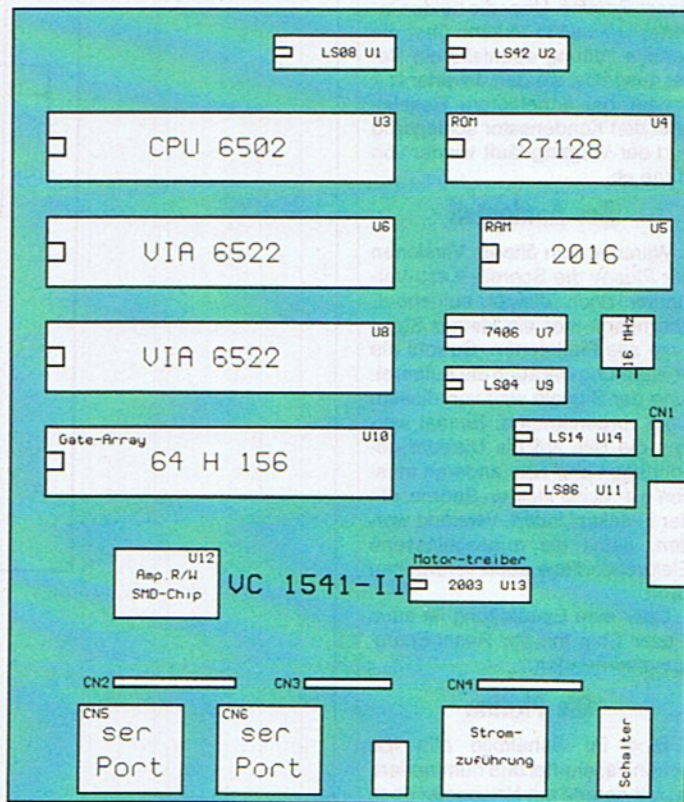 LS08 U1
LS42 U2
U3
CPU 6502
ROM
U4
27128
U6
VIA 6522
RAM
U5
2016
U8
VIA 6522
7406 U7
16 MHz
LS04 U9
CN1
Gate-Array
U10
64 H 156
LS14 U14
LS86 U11
U12
Amp.R/W
SMD-Chip
VC 1541-II
Motor-treiber
2003 U13
CN2
CN3
CN4
CN5
ser
Port
CN6
ser
Port
Strom-
zuführung
Schalter